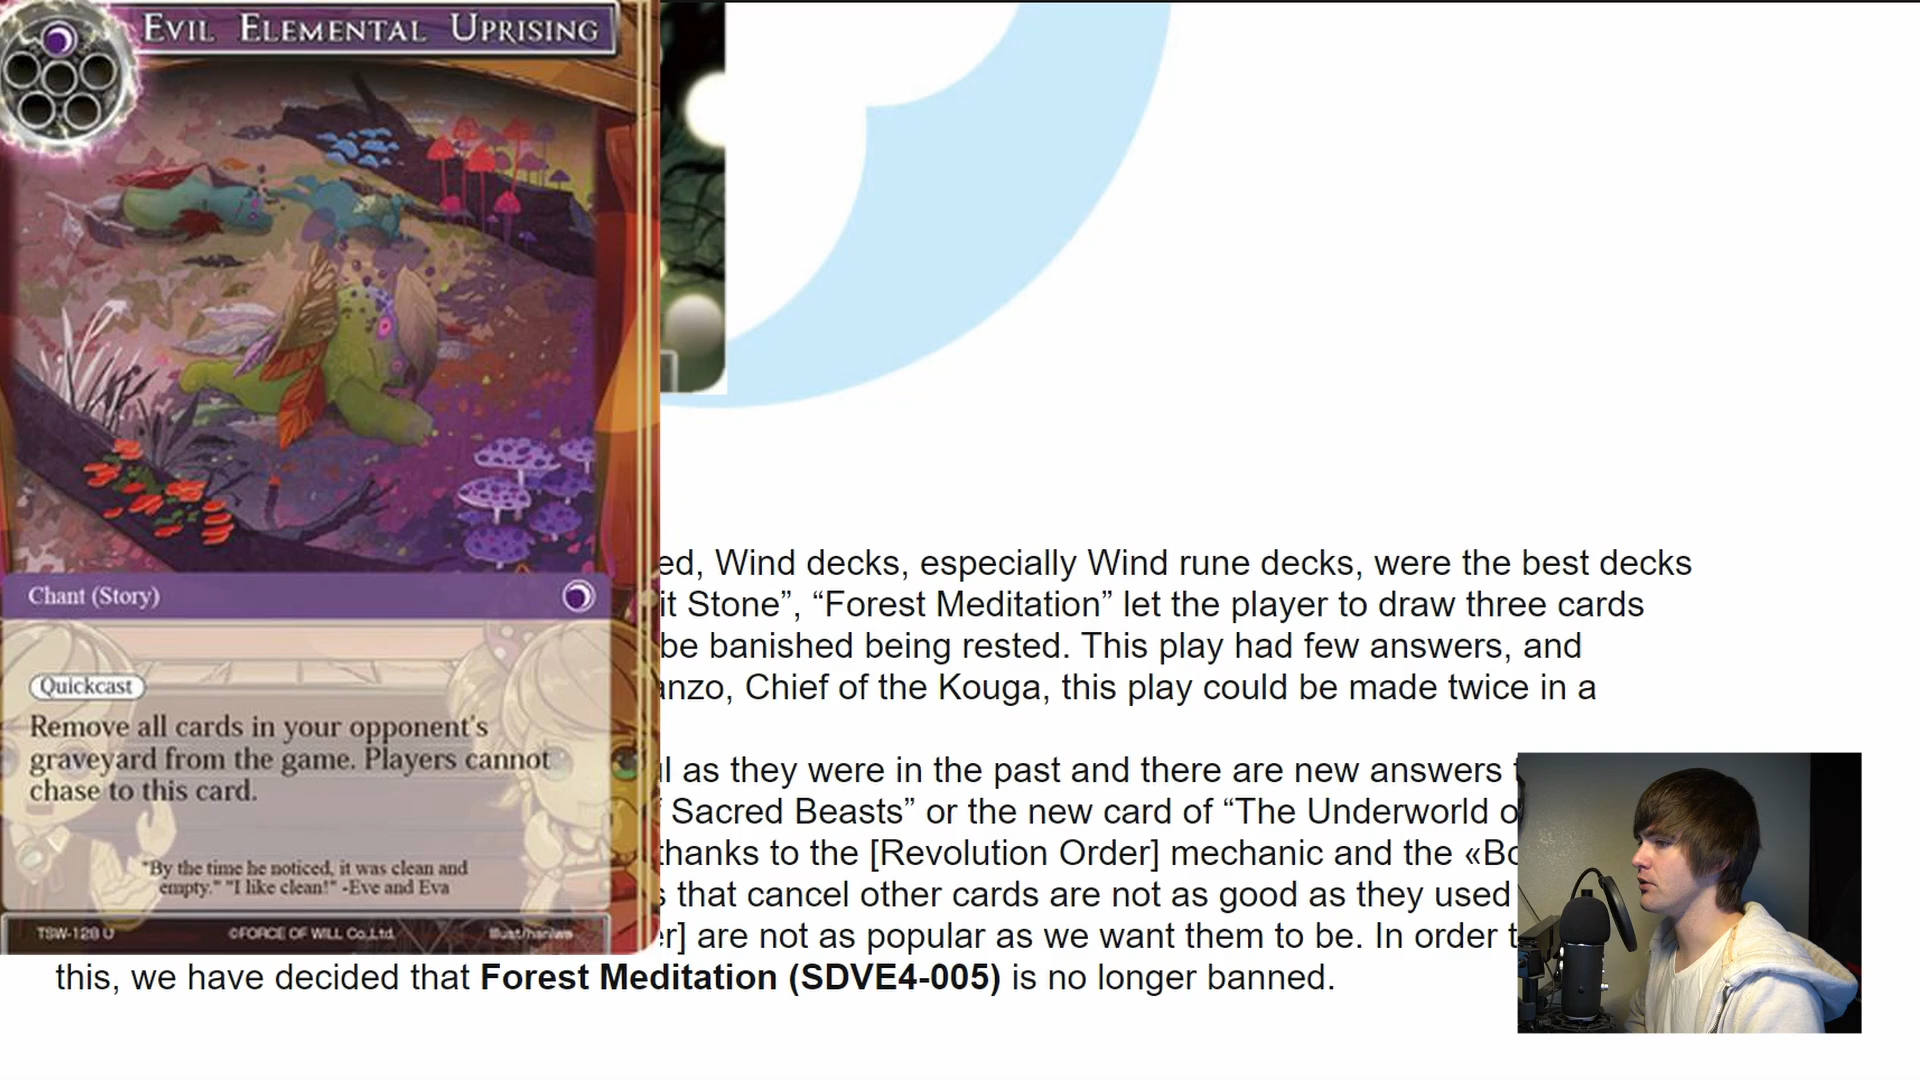 Evil Elemental Uprising
Chant (Story)
Quickcast
Remove all cards in your opponent's
graveyard from the game. Players cannot
chase to this card.
"By the time he noticed, it was clean and
empty." "I like clean!" -Eve and Eva
TSW-128 U ©FORCE OF WILL Co.,Ltd. Illust/haniwa
ed, Wind decks, especially Wind rune decks, were the best decks
it Stone”, “Forest Meditation” let the player to draw three cards
be banished being rested. This play had few answers, and
anzo, Chief of the Kouga, this play could be made twice in a
l as they were in the past and there are new answers
Sacred Beasts” or the new card of “The Underworld o
thanks to the [Revolution Order] mechanic and the «Bo
s that cancel other cards are not as good as they used
er] are not as popular as we want them to be. In order t
this, we have decided that Forest Meditation (SDVE4-005) is no longer banned.